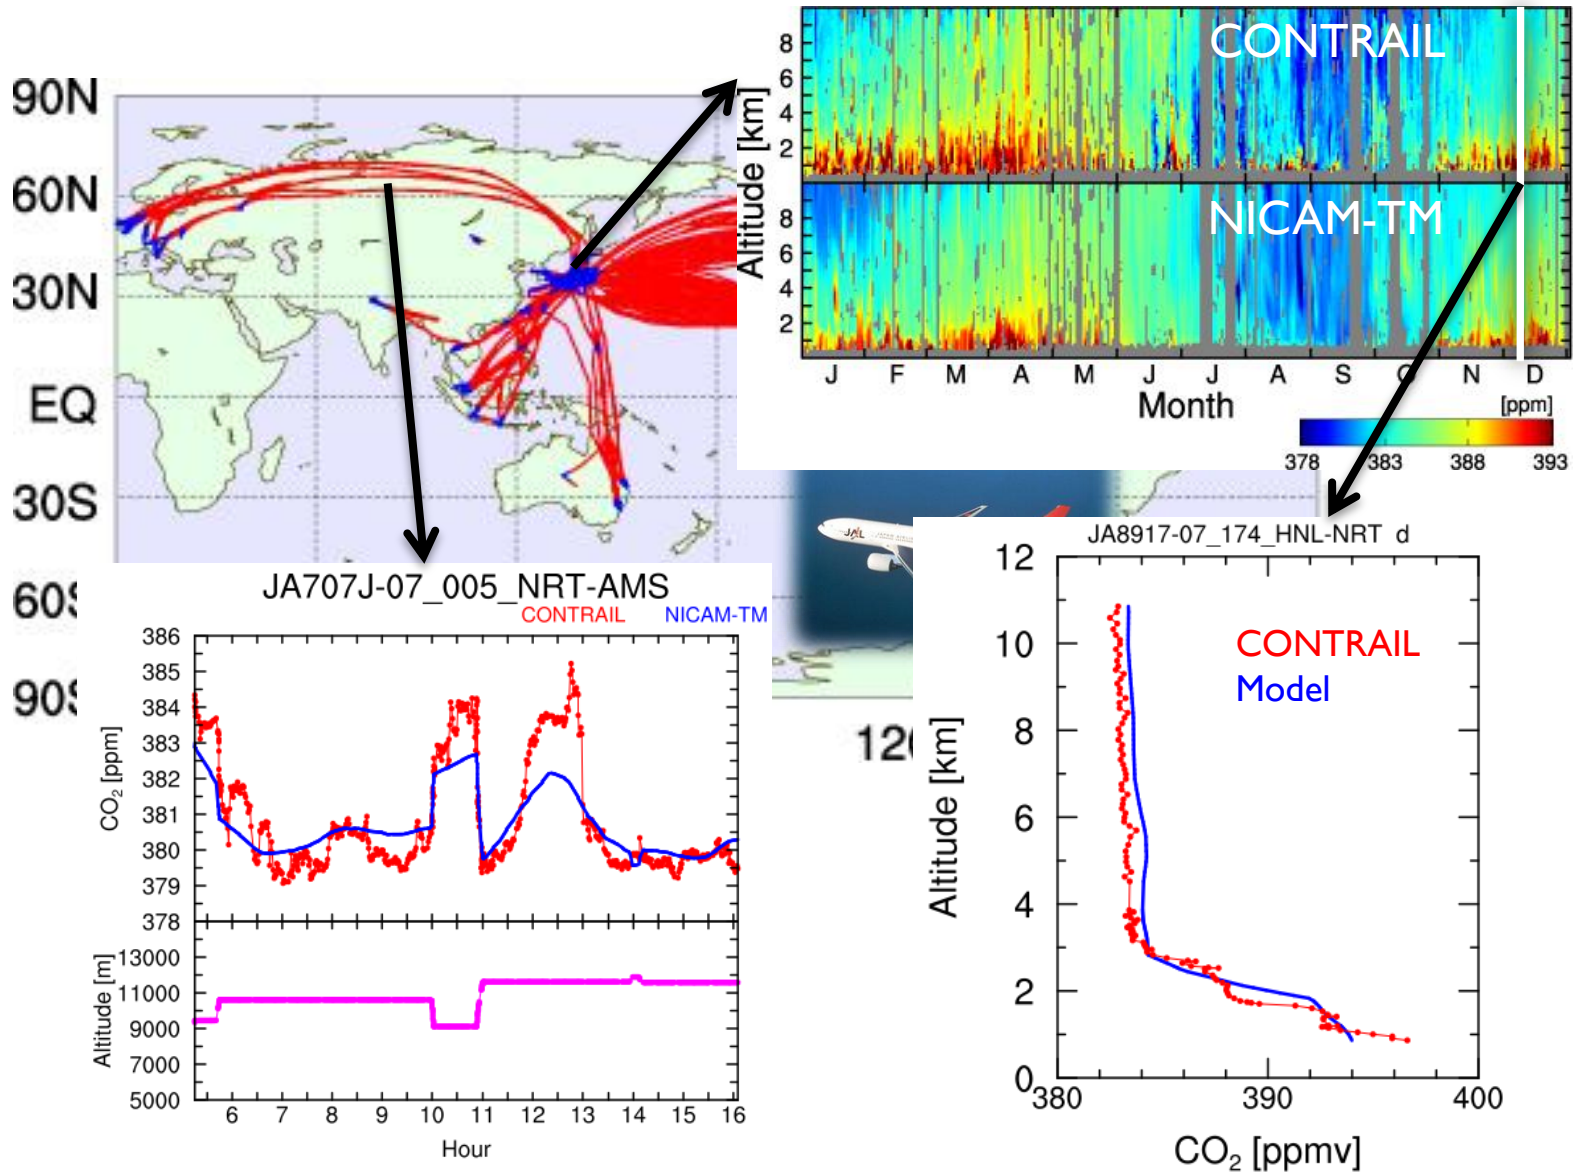 90N
60N
30N
EQ
30S
60S
90S
120
CONTRAIL
8
6
4
2
NICAM-TM
8
6
4
2
Altitude [km]
J F M A M J J A S O N D
Month
[ppm]
378 383 388 393
JAL
JA707J-07_005_NRT-AMS
CONTRAIL NICAM-TM
386
385
384
383
382
381
380
379
378
CO₂ [ppm]
13000
11000
9000
7000
5000
Altitude [m]
6 7 8 9 10 11 12 13 14 15 16
Hour
JA8917-07_174_HNL-NRT d
12
10
8
6
4
2
0
Altitude [km]
CONTRAIL
Model
380 390 400
CO₂ [ppmv]